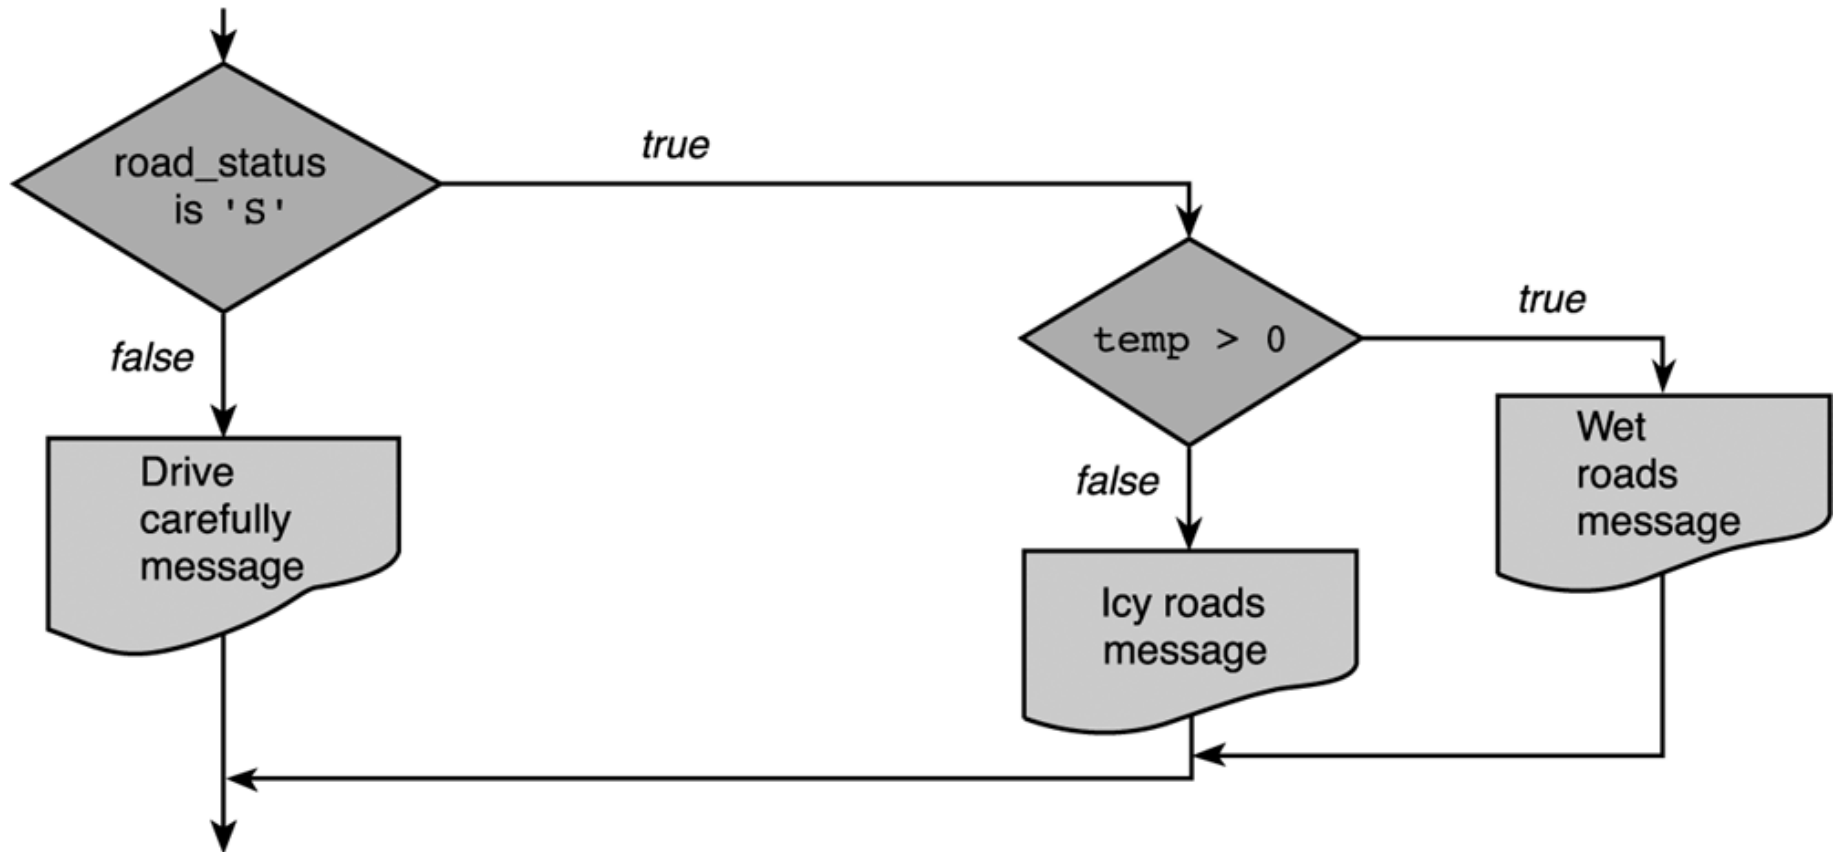 road_status
is 'S'
true
false
Drive
carefully
message
temp > 0
true
false
Icy roads
message
Wet
roads
message